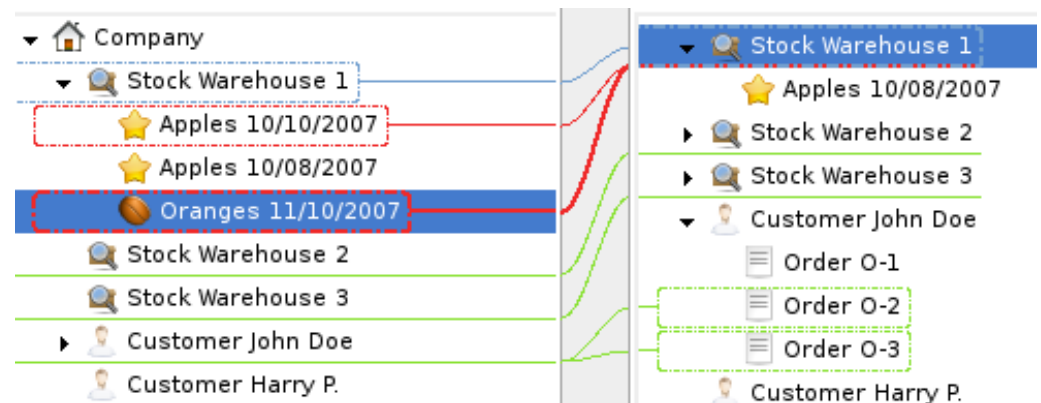 Company
Stock Warehouse 1
Apples 10/10/2007
Apples 10/08/2007
Oranges 11/10/2007
Stock Warehouse 2
Stock Warehouse 3
Customer John Doe
Customer Harry P.
Stock Warehouse 1
Apples 10/08/2007
Stock Warehouse 2
Stock Warehouse 3
Customer John Doe
Order O-1
Order O-2
Order O-3
Customer Harry P.